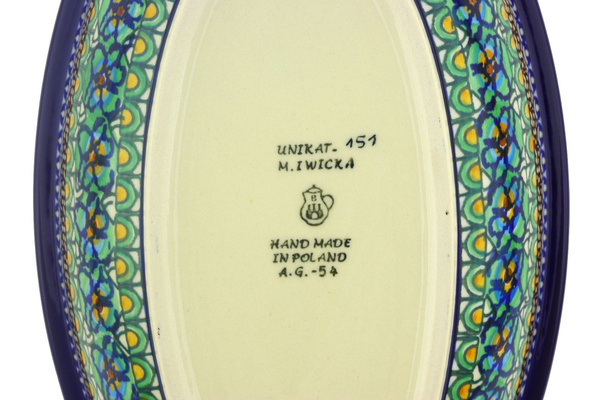 UNIKAT- 151
M. IWICKA
B
HAND MADE
IN POLAND
A.G.-54